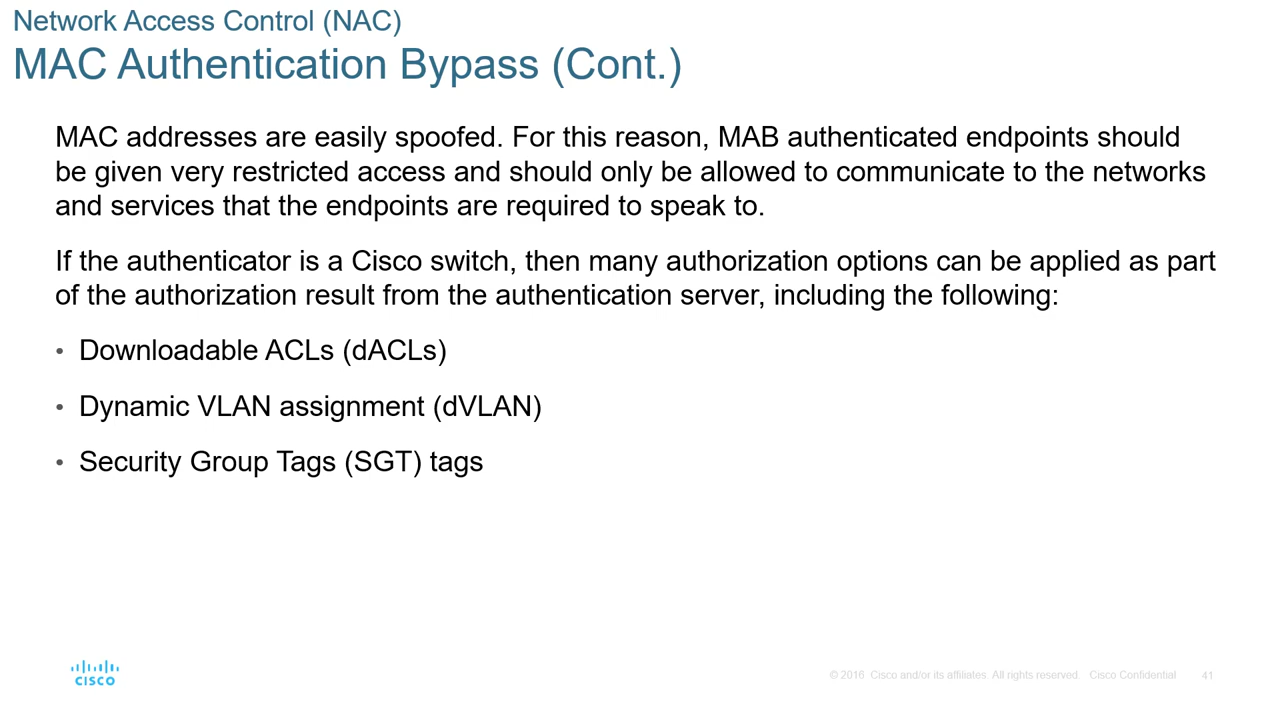 Network Access Control (NAC)
MAC Authentication Bypass (Cont.)
MAC addresses are easily spoofed. For this reason, MAB authenticated endpoints should
be given very restricted access and should only be allowed to communicate to the networks
and services that the endpoints are required to speak to.
If the authenticator is a Cisco switch, then many authorization options can be applied as part
of the authorization result from the authentication server, including the following:
• Downloadable ACLs (dACLs)
• Dynamic VLAN assignment (dVLAN)
• Security Group Tags (SGT) tags
CISCO
© 2016 Cisco and/or its affiliates. All rights reserved. Cisco Confidential 41